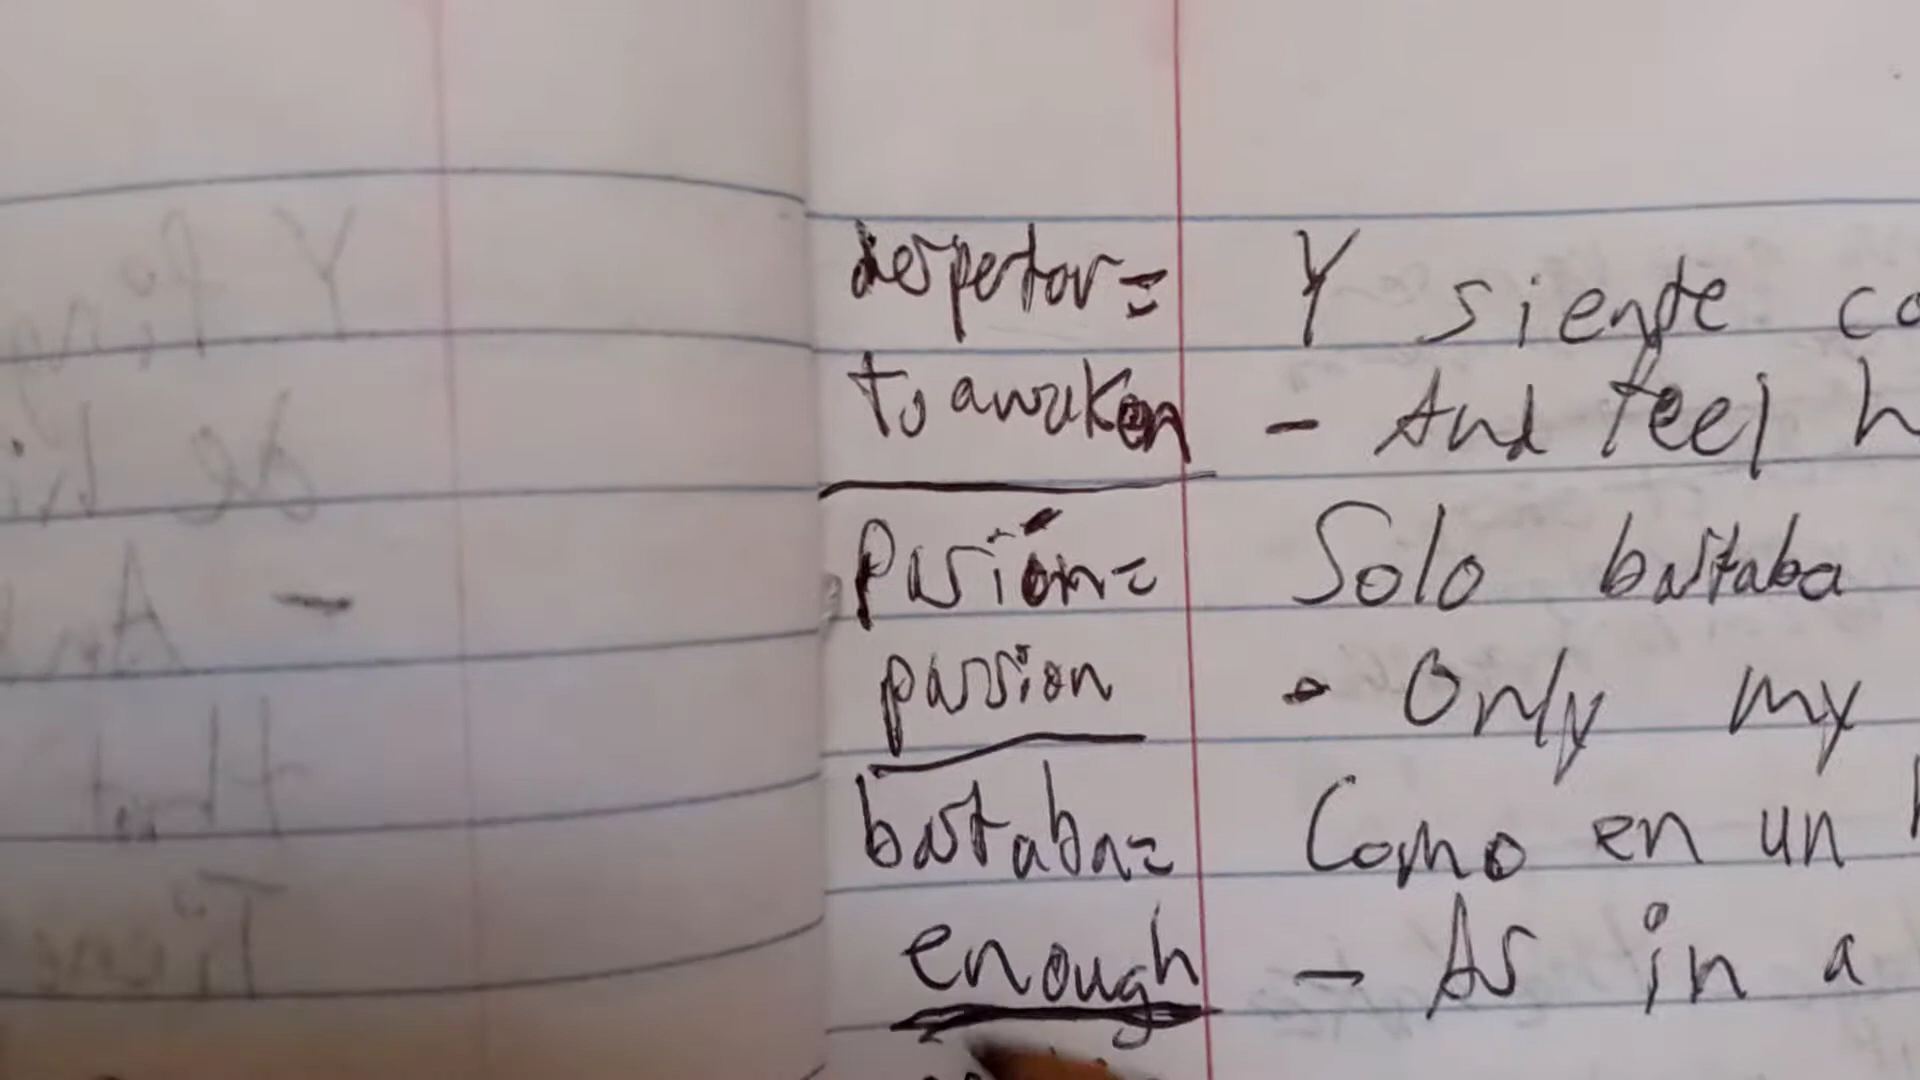 despertar= Y siente co
to awaken - And feel h
Pasión= Solo bastaba
passion - Only my
bastaba= Como en un
enough - As in a